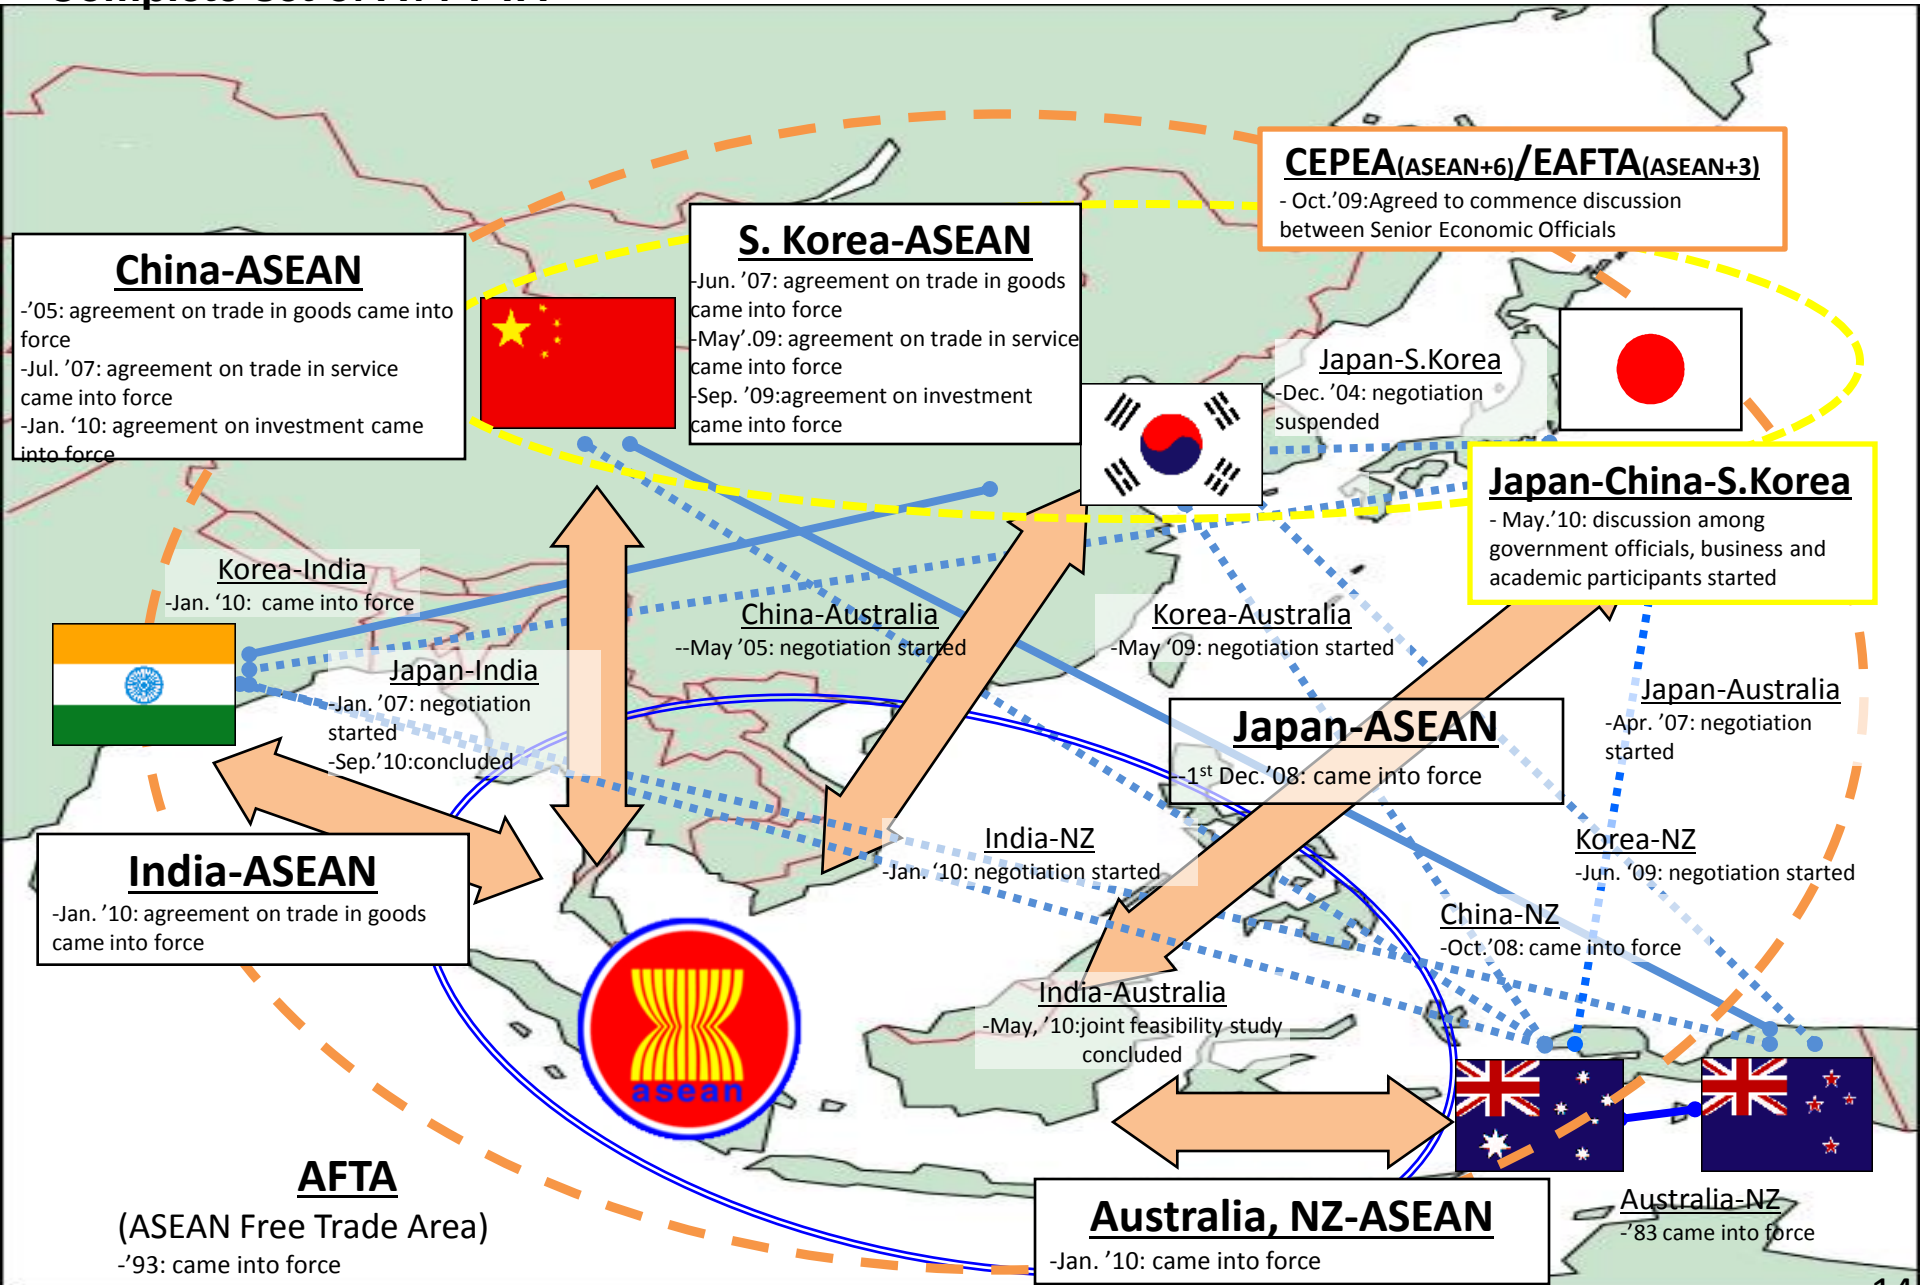 CEPEA(ASEAN+6)/EAFTA(ASEAN+3)
- Oct.'09:Agreed to commence discussion
between Senior Economic Officials
China-ASEAN
-'05: agreement on trade in goods came into
force
-Jul. '07: agreement on trade in service
came into force
-Jan. '10: agreement on investment came
into force
S. Korea-ASEAN
-Jun. '07: agreement on trade in goods
came into force
-May'.09: agreement on trade in service
came into force
-Sep. '09:agreement on investment
came into force
Japan-S.Korea
-Dec. '04: negotiation
suspended
Japan-China-S.Korea
- May.'10: discussion among
government officials, business and
academic participants started
Korea-India
-Jan. '10: came into force
China-Australia
--May '05: negotiation started
Korea-Australia
-May '09: negotiation started
Japan-India
-Jan. '07: negotiation
started
-Sep.'10:concluded
Japan-Australia
-Apr. '07: negotiation
started
Japan-ASEAN
--1st Dec.'08: came into force
India-NZ
-Jan. '10: negotiation started
Korea-NZ
-Jun. '09: negotiation started
India-ASEAN
-Jan. '10: agreement on trade in goods
came into force
China-NZ
-Oct.'08: came into force
India-Australia
-May, '10:joint feasibility study
concluded
asean
AFTA
(ASEAN Free Trade Area)
-'93: came into force
Australia, NZ-ASEAN
-Jan. '10: came into force
Australia-NZ
-'83 came into force